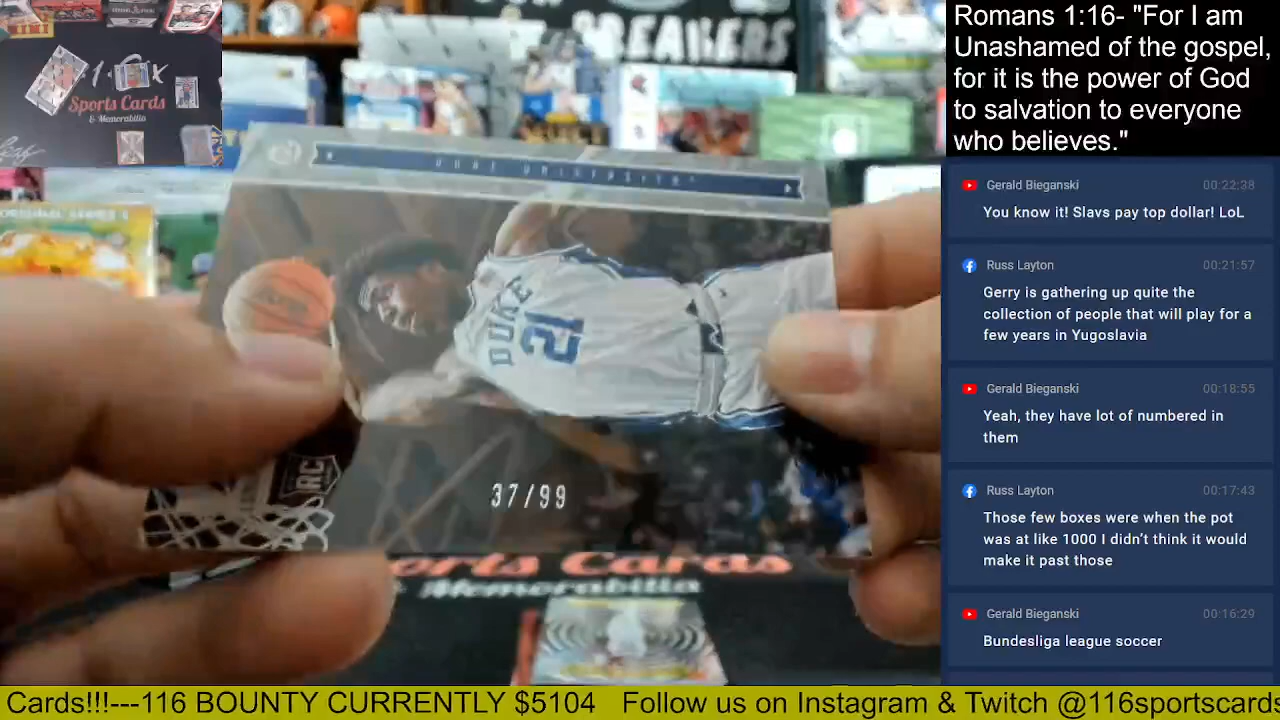 BREAKERS
Sports Cards
& Memorabilia
DUKE UNIVERSITY
DUKE
21
RC
37/99
orts Cards
Memorabilia
Romans 1:16- "For I am
Unashamed of the gospel,
for it is the power of God
to salvation to everyone
who believes."
Gerald Bieganski 00:22:38
You know it! Slavs pay top dollar! LoL
Russ Layton 00:21:57
Gerry is gathering up quite the
collection of people that will play for a
few years in Yugoslavia
Gerald Bieganski 00:18:55
Yeah, they have lot of numbered in
them
Russ Layton 00:17:43
Those few boxes were when the pot
was at like 1000 I didn't think it would
make it past those
Gerald Bieganski 00:16:29
Bundesliga league soccer
Cards!!!---116 BOUNTY CURRENTLY $5104 Follow us on Instagram & Twitch @116sportscards